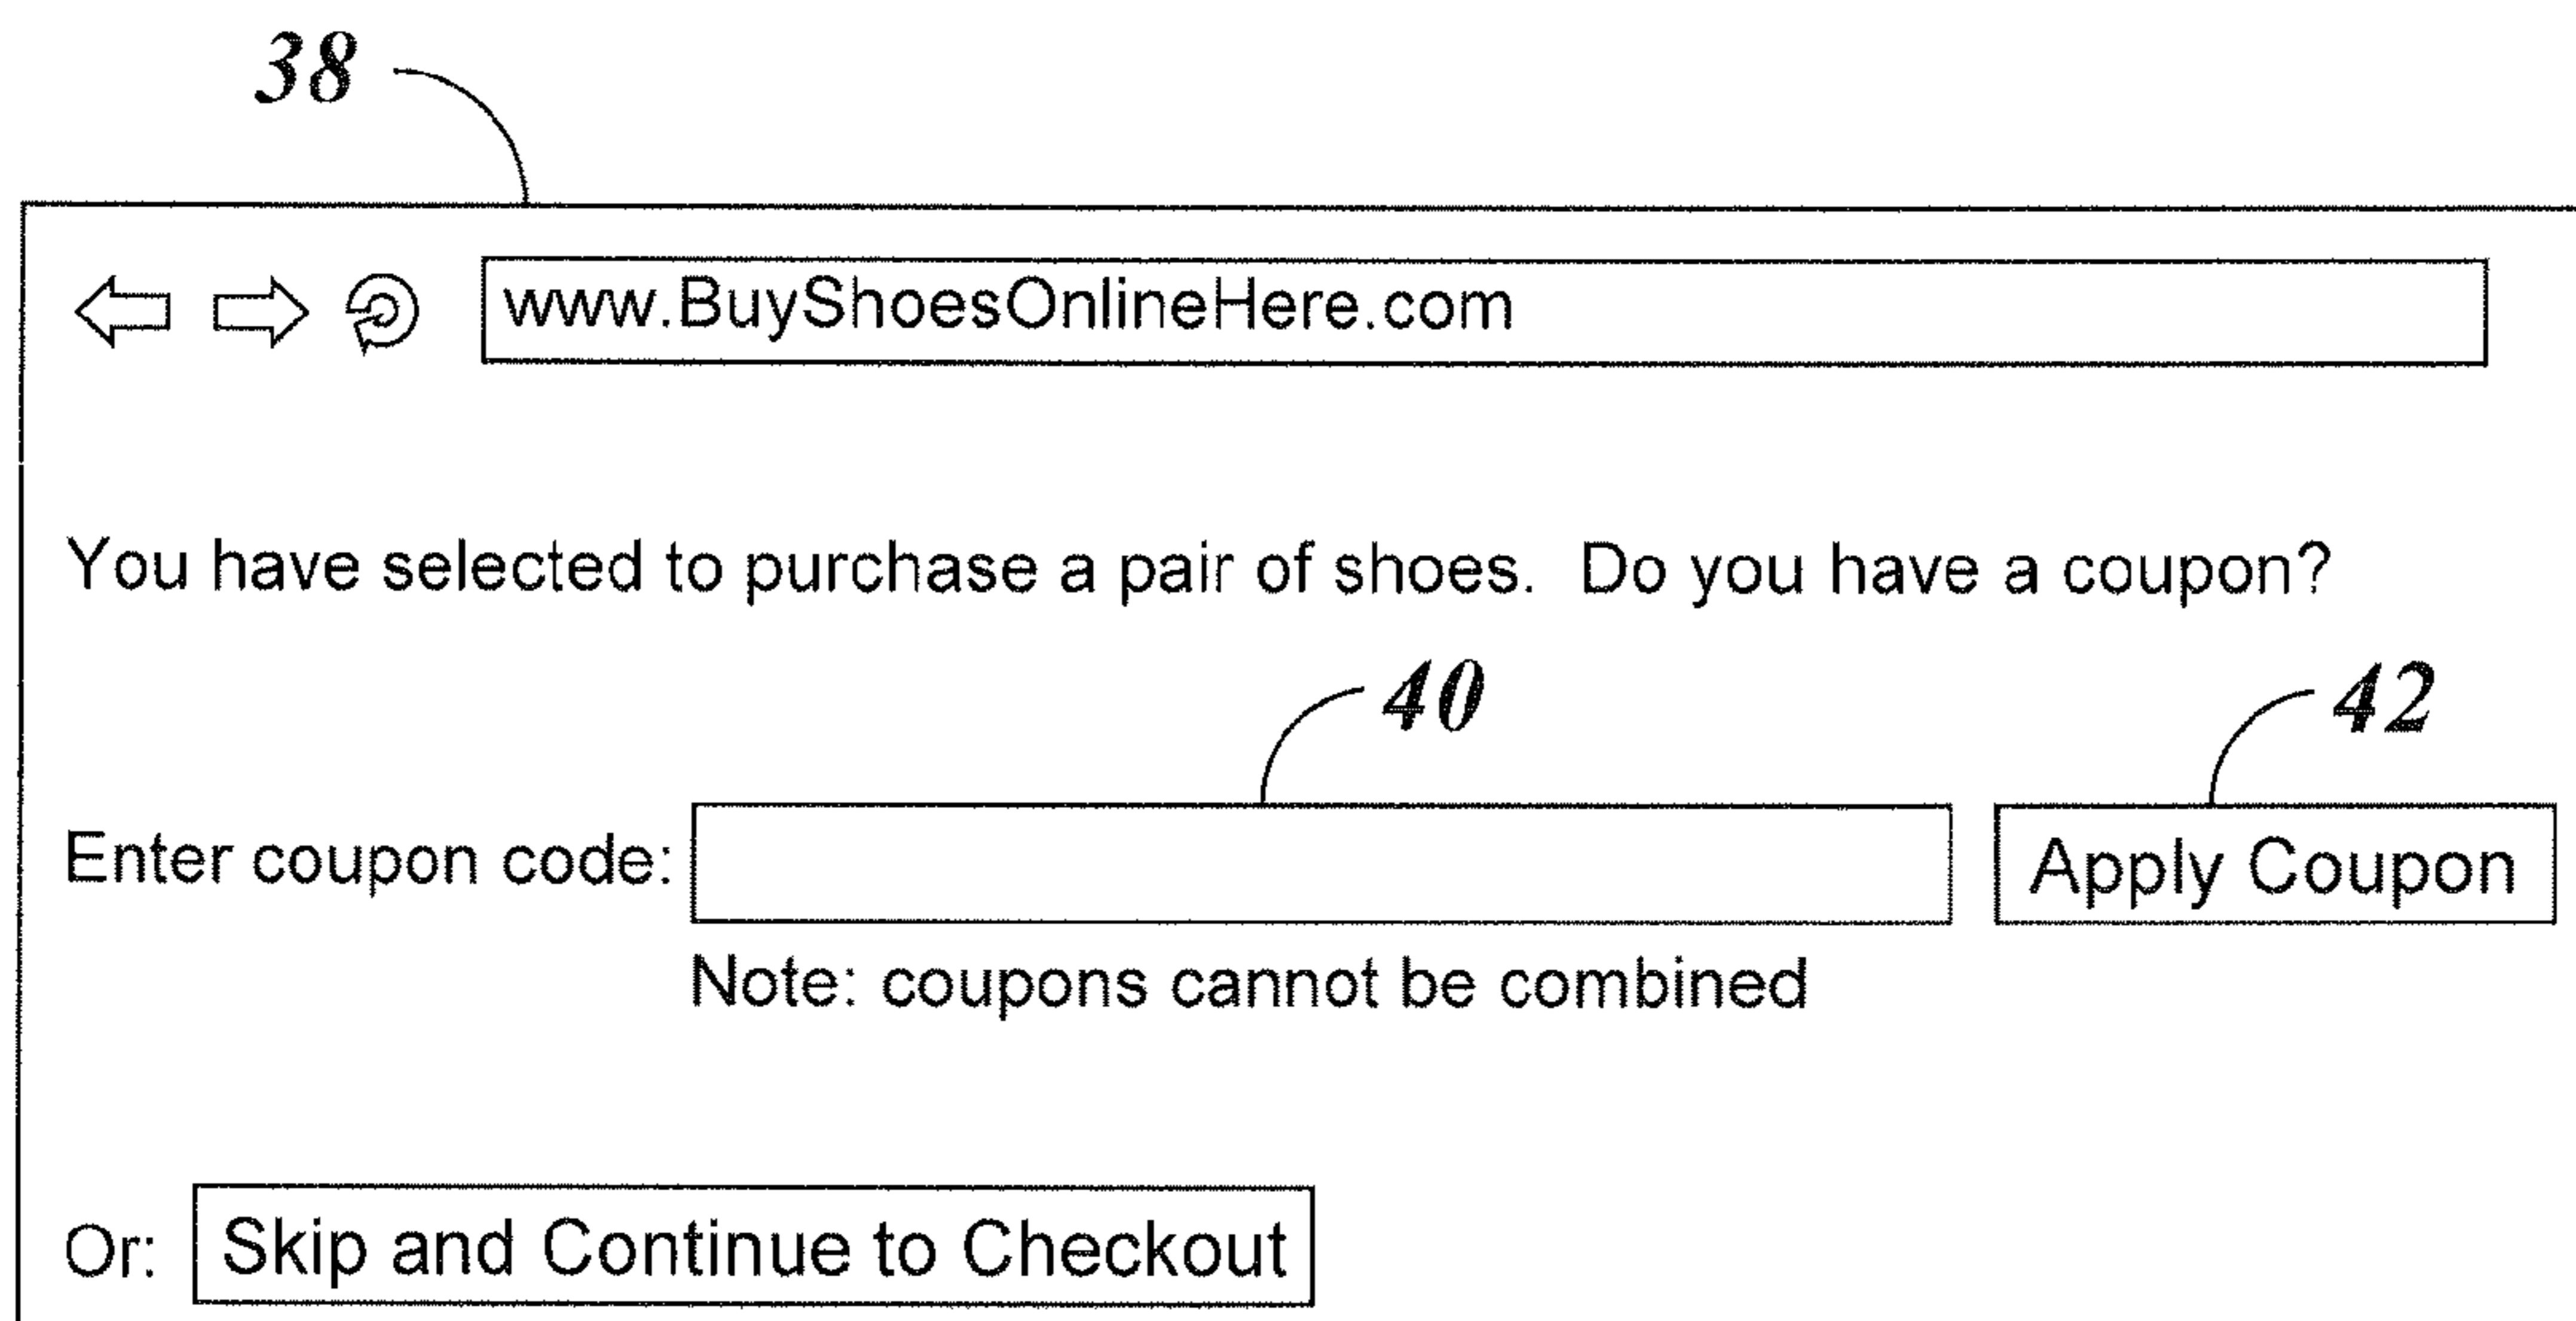 38
www.BuyShoesOnlineHere.com
You have selected to purchase a pair of shoes.  Do you have a coupon?
40
42
Enter coupon code:
Apply Coupon
Note: coupons cannot be combined
Or: Skip and Continue to Checkout